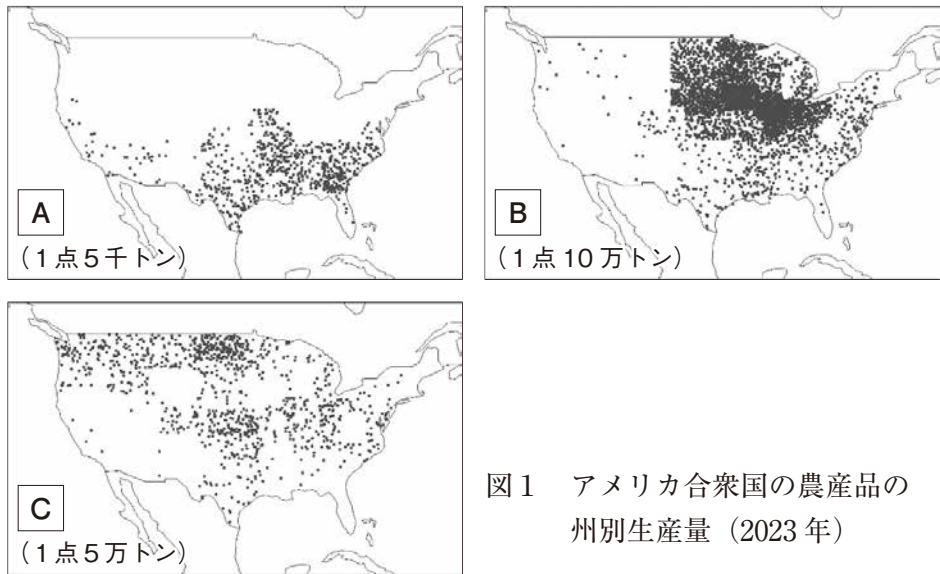 A
(1点5千トン)
B
(1点10万トン)
C
(1点5万トン)
図1 アメリカ合衆国の農産品の
州別生産量(2023年)